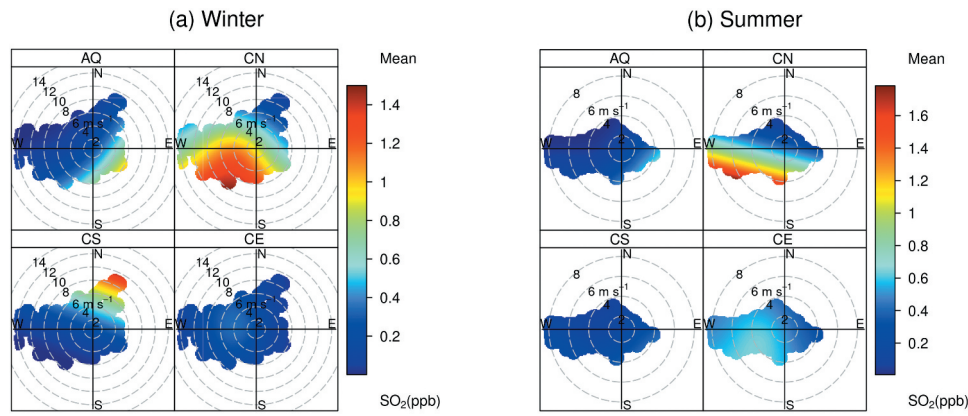 (a) Winter
AQ
CN
Mean
N
N
14
12
10
8
6 m s⁻¹
4
2
W
E
S
14
12
10
8
6 m s⁻¹
4
2
W
E
S
1.4
1.2
1
0.8
0.6
0.4
0.2
CS
CE
N
N
14
12
10
8
6 m s⁻¹
2
W
E
S
14
12
10
8
6 m s⁻¹
2
W
E
S
SO₂(ppb)
(b) Summer
AQ
CN
Mean
N
N
8
6 m s⁻¹
4
2
W
E
S
8
6 m s⁻¹
4
W
E
S
1.6
1.4
1.2
1
0.8
0.6
0.4
0.2
CS
CE
N
N
8
6 m s⁻¹
4
2
W
E
S
8
6 m s⁻¹
4
2
W
E
S
SO₂(ppb)